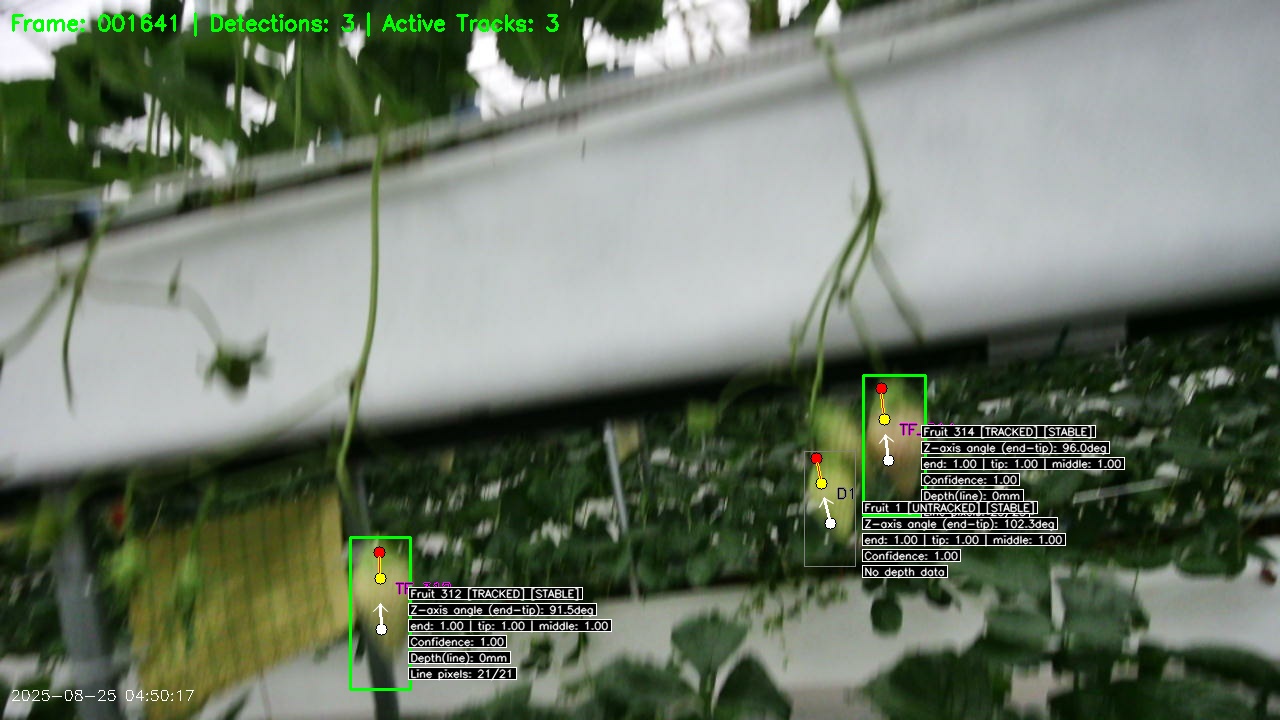 Frame: 001641 | Detections: 3 | Active Tracks: 3
Fruit 314 [TRACKED] [STABLE]
Z-axis angle (end-tip): 96.0deg
end: 1.00 | tip: 1.00 | middle: 1.00
Confidence: 1.00
Depth(line): 0mm
D1
Fruit 1 [UNTRACKED] [STABLE]
Z-axis angle (end-tip): 102.3deg
end: 1.00 | tip: 1.00 | middle: 1.00
Confidence: 1.00
No depth data
Fruit 312 [TRACKED] [STABLE]
Z-axis angle (end-tip): 91.5deg
end: 1.00 | tip: 1.00 | middle: 1.00
Confidence: 1.00
Depth(line): 0mm
Line pixels: 21/21
2025-08-25 04:50:17